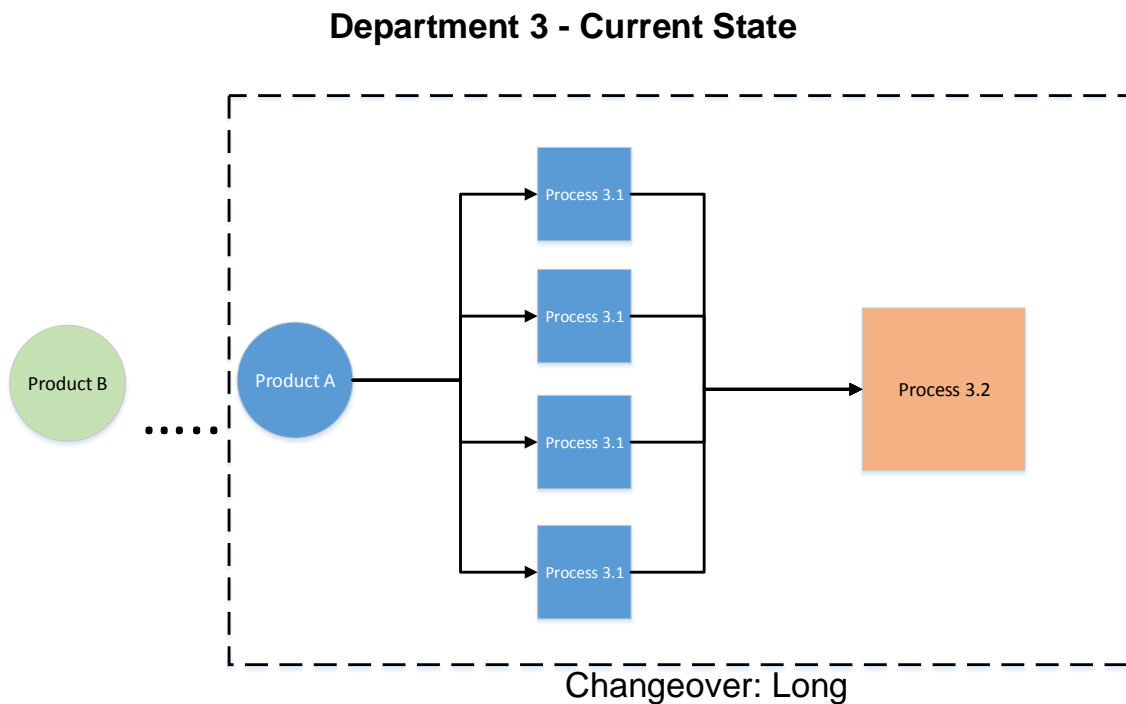 Department 3 - Current State
Process 3.1
Process 3.1
Product B
Product A
Process 3.2
Process 3.1
Process 3.1
Changeover: Long